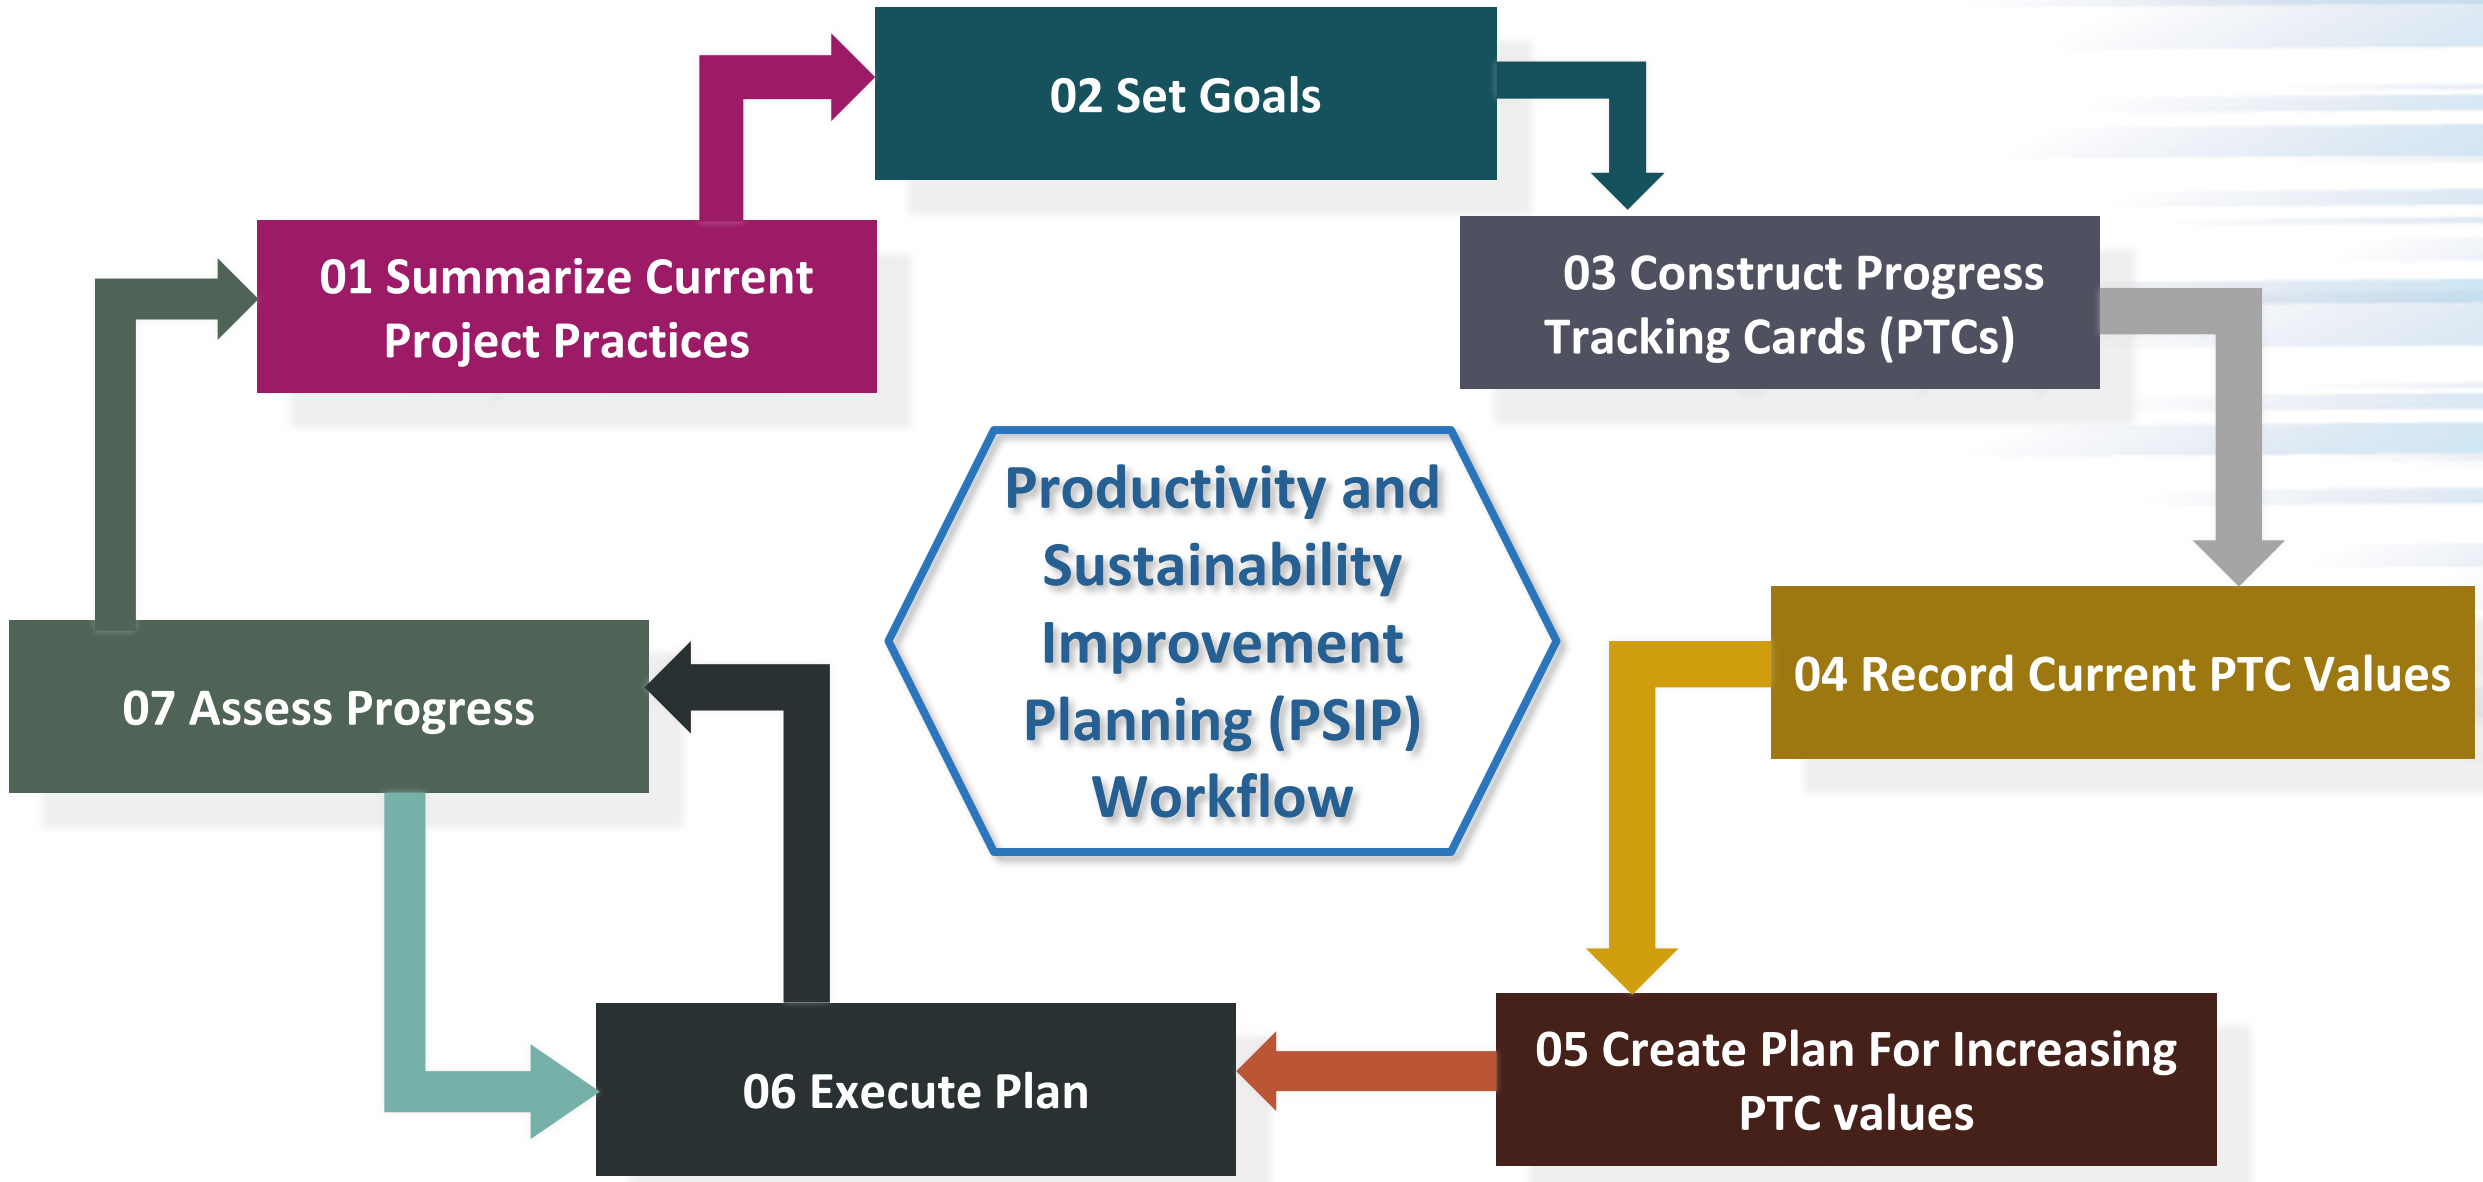 02 Set Goals
01 Summarize Current
Project Practices
03 Construct Progress
Tracking Cards (PTCs)
Productivity and
Sustainability
Improvement
Planning (PSIP)
Workflow
04 Record Current PTC Values
07 Assess Progress
05 Create Plan For Increasing
PTC values
06 Execute Plan